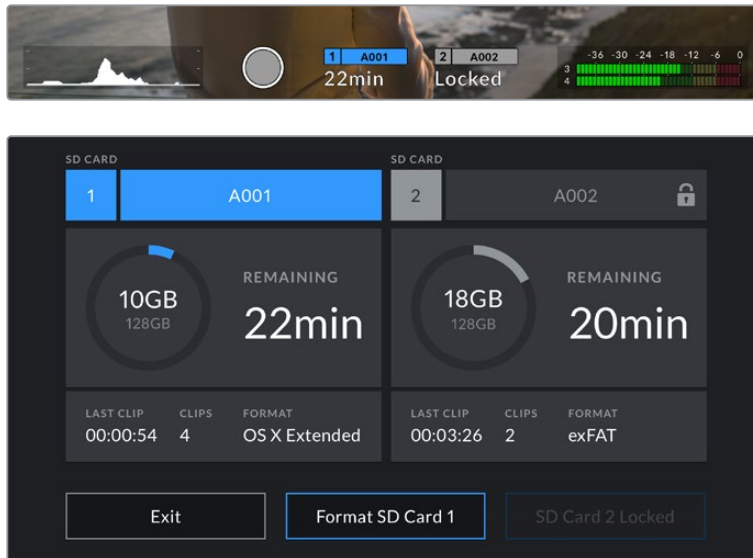 1 A001
22min
2 A002
Locked
-36 -30 -24 -18 -12 -6 0
3
4
SD CARD
1 A001
10GB
128GB
REMAINING
22min
LAST CLIP CLIPS FORMAT
00:00:54 4 OS X Extended
SD CARD
2 A002
18GB
128GB
REMAINING
20min
LAST CLIP CLIPS FORMAT
00:03:26 2 exFAT
Exit
Format SD Card 1
SD Card 2 Locked